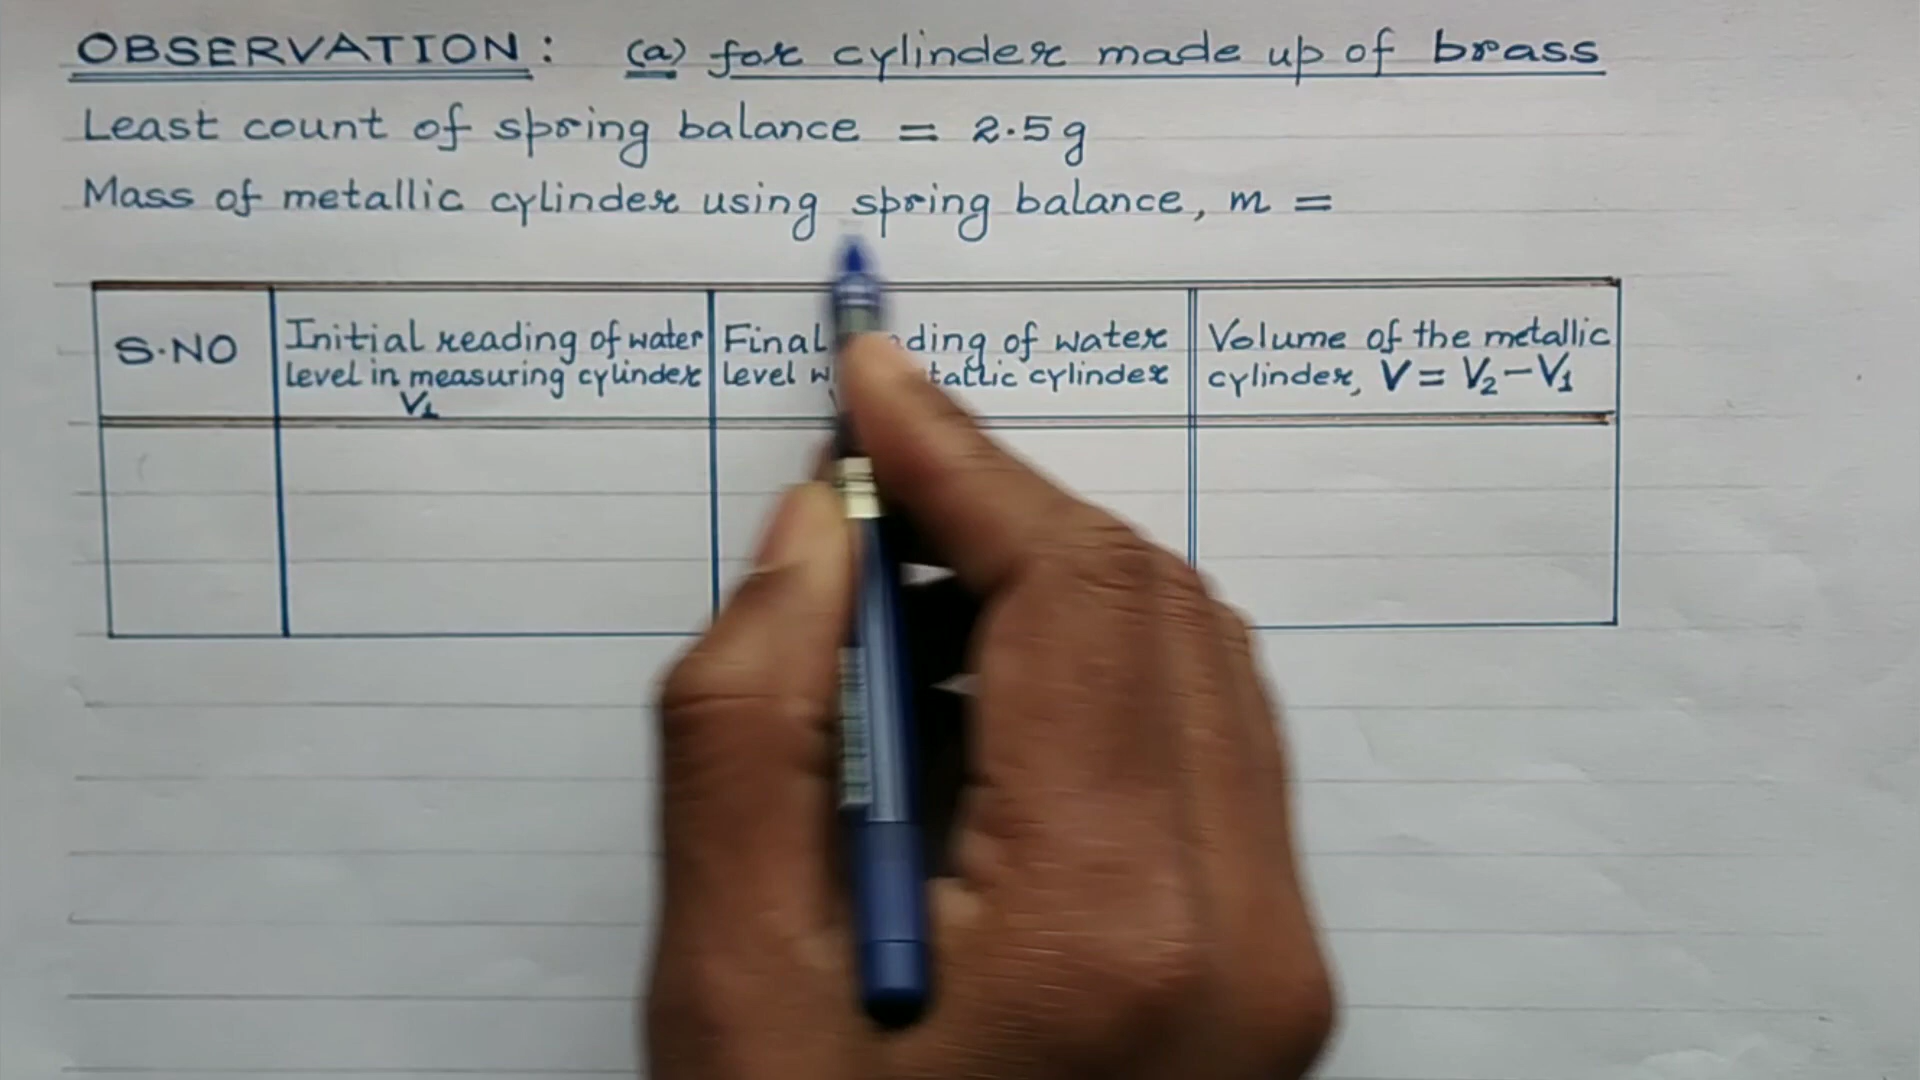 OBSERVATION: (a) for cylinder made up of brass
Least count of spring balance = 2.5g
Mass of metallic cylinder using spring balance, m =
S.NO
Initial reading of water
level in measuring cylinder
V₁
Final of water
level cylinder
Volume of the metallic
cylinder, V = V₂-V₁